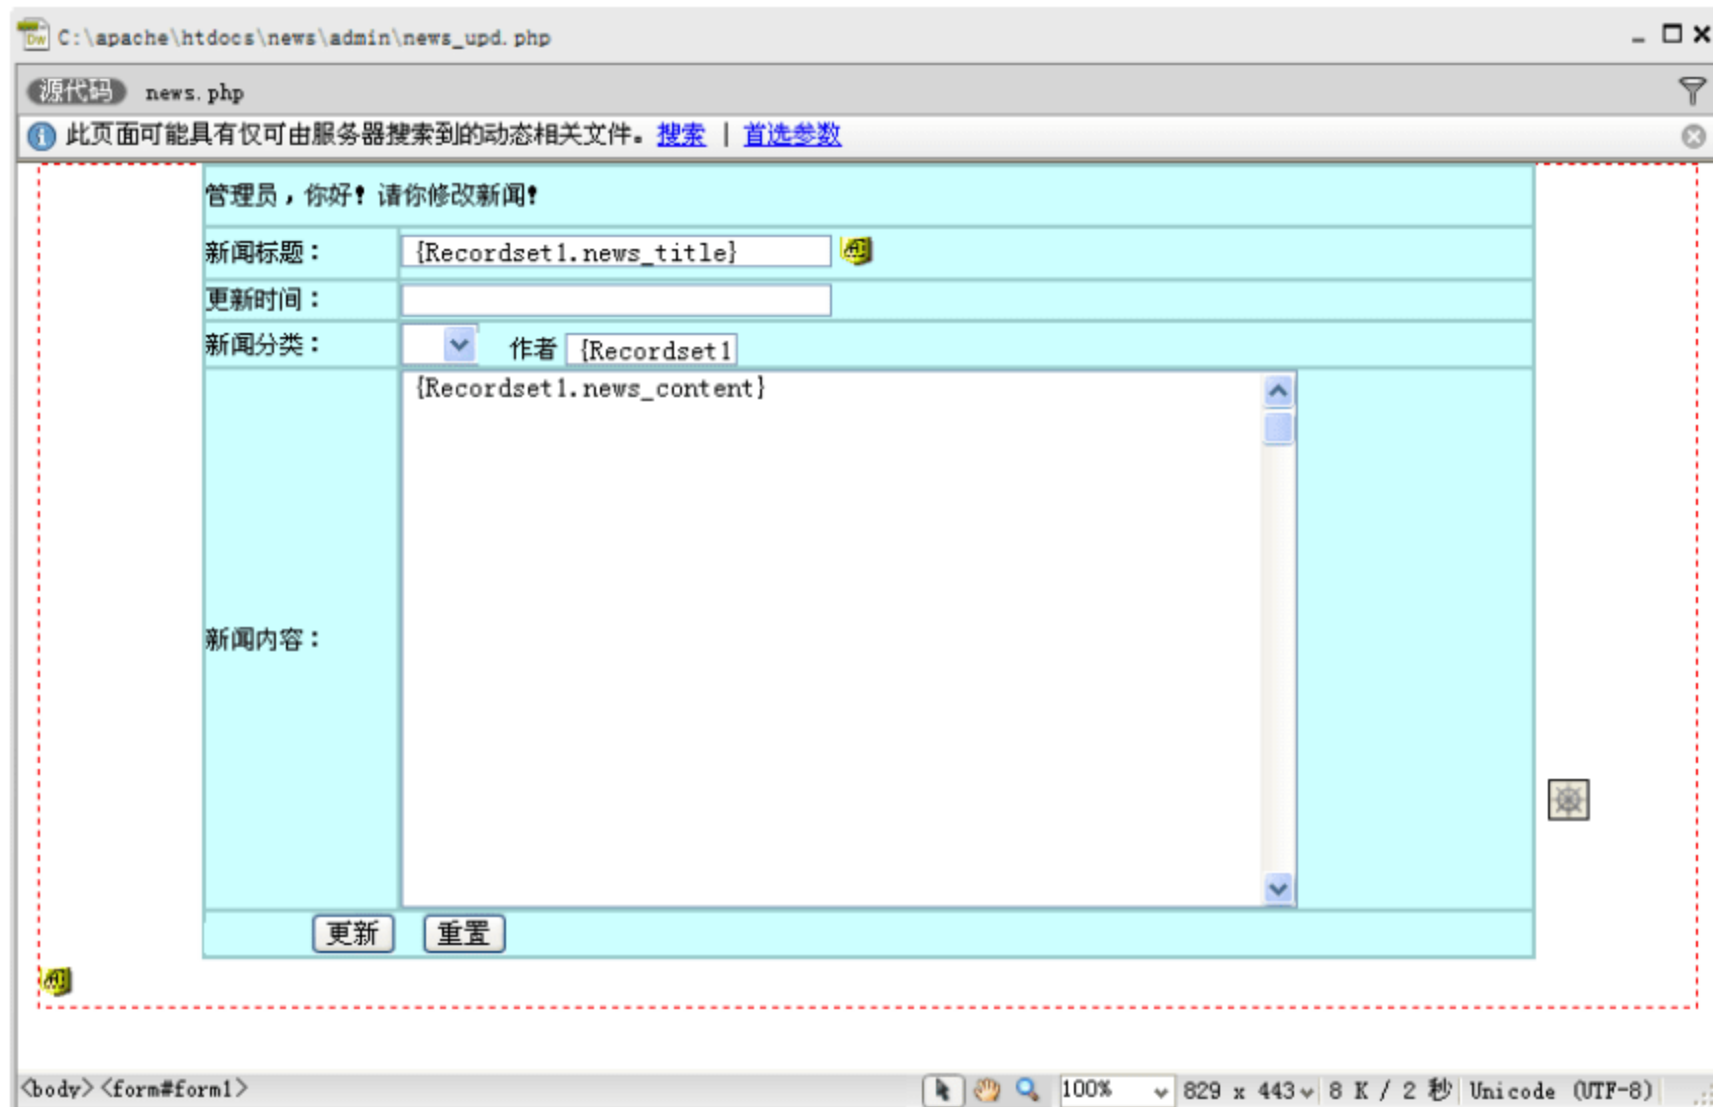 C:\apache\htdocs\news\admin\news_upd.php
源代码 news.php
此页面可能具有仅可由服务器搜索到的动态相关文件。搜索 | 首选参数
管理员，你好！请你修改新闻！
新闻标题： {Recordset1.news_title}
更新时间：
新闻分类： 作者 {Recordset1
{Recordset1.news_content}
新闻内容：
更新 重置
<body><form#form1> 100% 829 x 443 8 K / 2 秒 Unicode (UTF-8)